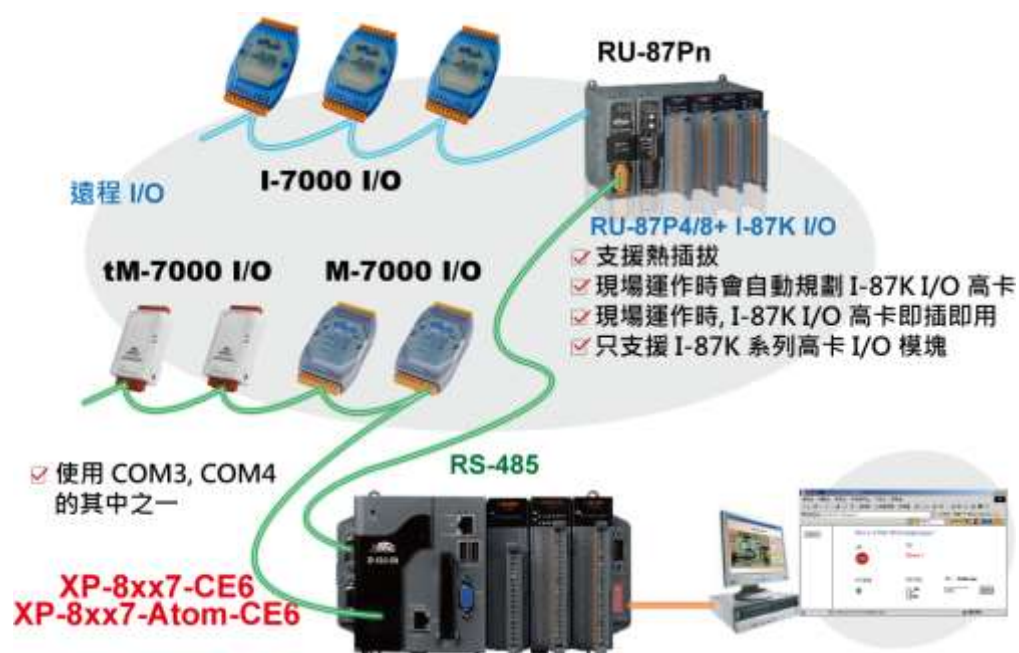 RU-87Pn
I-7000 I/O
遠程 I/O
RU-87P4/8+ I-87K I/O
支援熱插拔
現場運作時會自動規劃 I-87K I/O 高卡
現場運作時, I-87K I/O 高卡即插即用
只支援 I-87K 系列高卡 I/O 模塊
tM-7000 I/O
M-7000 I/O
使用 COM3, COM4
的其中之一
RS-485
XP-8xx7-CE6
XP-8xx7-Atom-CE6